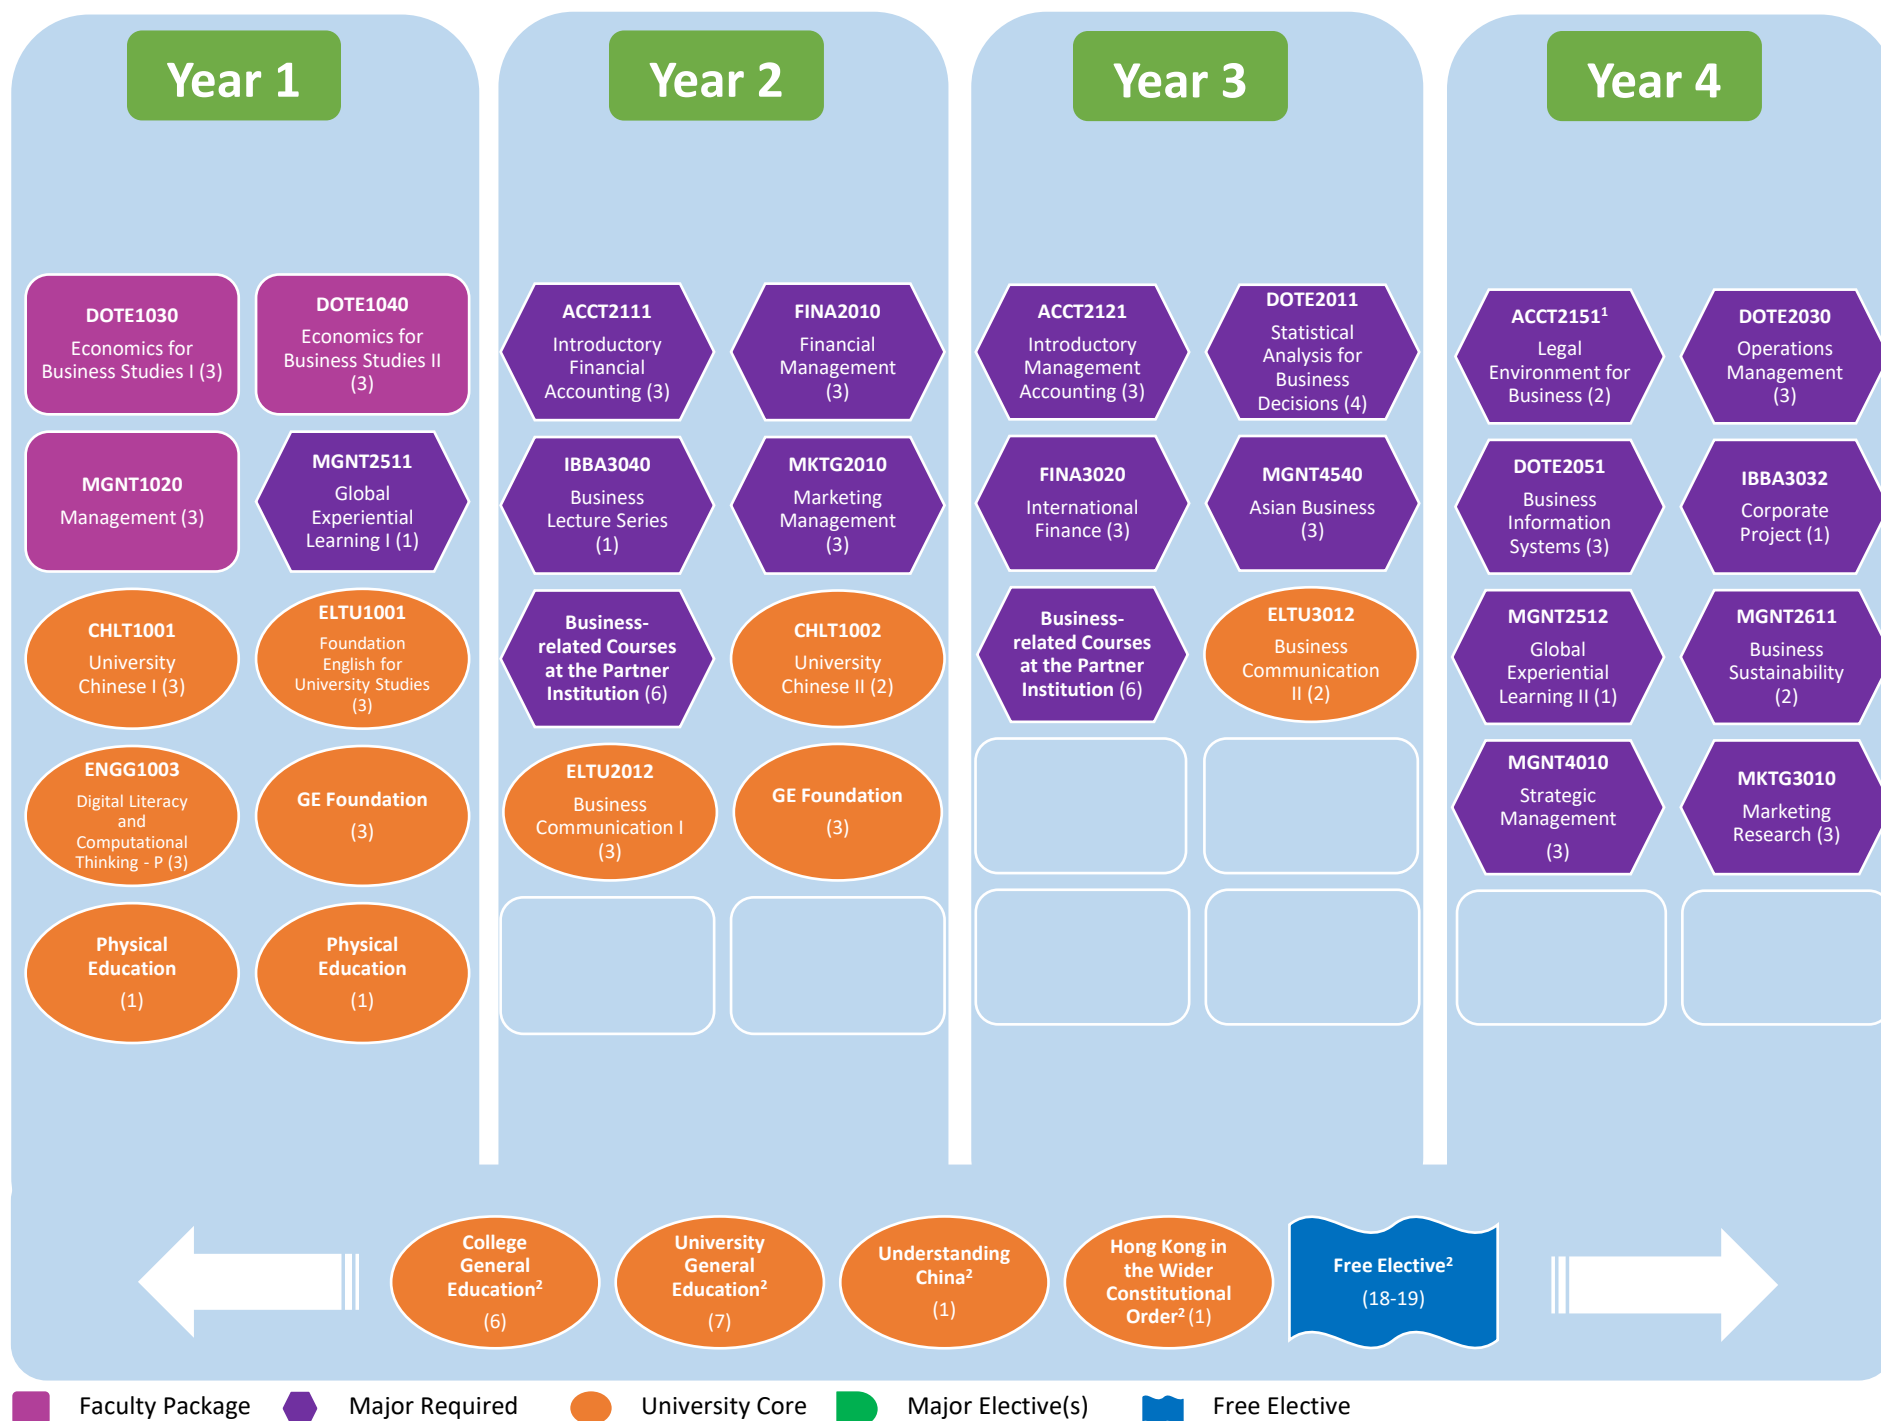 Year 1
Year 2
Year 3
Year 4
DOTE1030
Economics for
Business Studies I (3)
DOTE1040
Economics for
Business Studies II
(3)
MGNT1020
Management (3)
MGNT2511
Global
Experiential
Learning I (1)
CHLT1001
University
Chinese I (3)
ELTU1001
Foundation
English for
University Studies
(3)
ENGG1003
Digital Literacy
and
Computational
Thinking - P (3)
GE Foundation
(3)
Physical
Education
(1)
Physical
Education
(1)
ACCT2111
Introductory
Financial
Accounting (3)
FINA2010
Financial
Management
(3)
IBBA3040
Business
Lecture Series
(1)
MKTG2010
Marketing
Management
(3)
Business-
related Courses
at the Partner
Institution (6)
CHLT1002
University
Chinese II (2)
ELTU2012
Business
Communication I
(3)
GE Foundation
(3)
ACCT2121
Introductory
Management
Accounting (3)
DOTE2011
Statistical
Analysis for
Business
Decisions (4)
FINA3020
International
Finance (3)
MGNT4540
Asian Business
(3)
Business-
related Courses
at the Partner
Institution (6)
ELTU3012
Business
Communication
II (2)
ACCT2151¹
Legal
Environment for
Business (2)
DOTE2030
Operations
Management
(3)
DOTE2051
Business
Information
Systems (3)
IBBA3032
Corporate
Project (1)
MGNT2512
Global
Experiential
Learning II (1)
MGNT2611
Business
Sustainability
(2)
MGNT4010
Strategic
Management
(3)
MKTG3010
Marketing
Research (3)
College
General
Education²
(6)
University
General
Education²
(7)
Understanding
China²
(1)
Hong Kong in
the Wider
Constitutional
Order² (1)
Free Elective²
(18-19)
Faculty Package
Major Required
University Core
Major Elective(s)
Free Elective